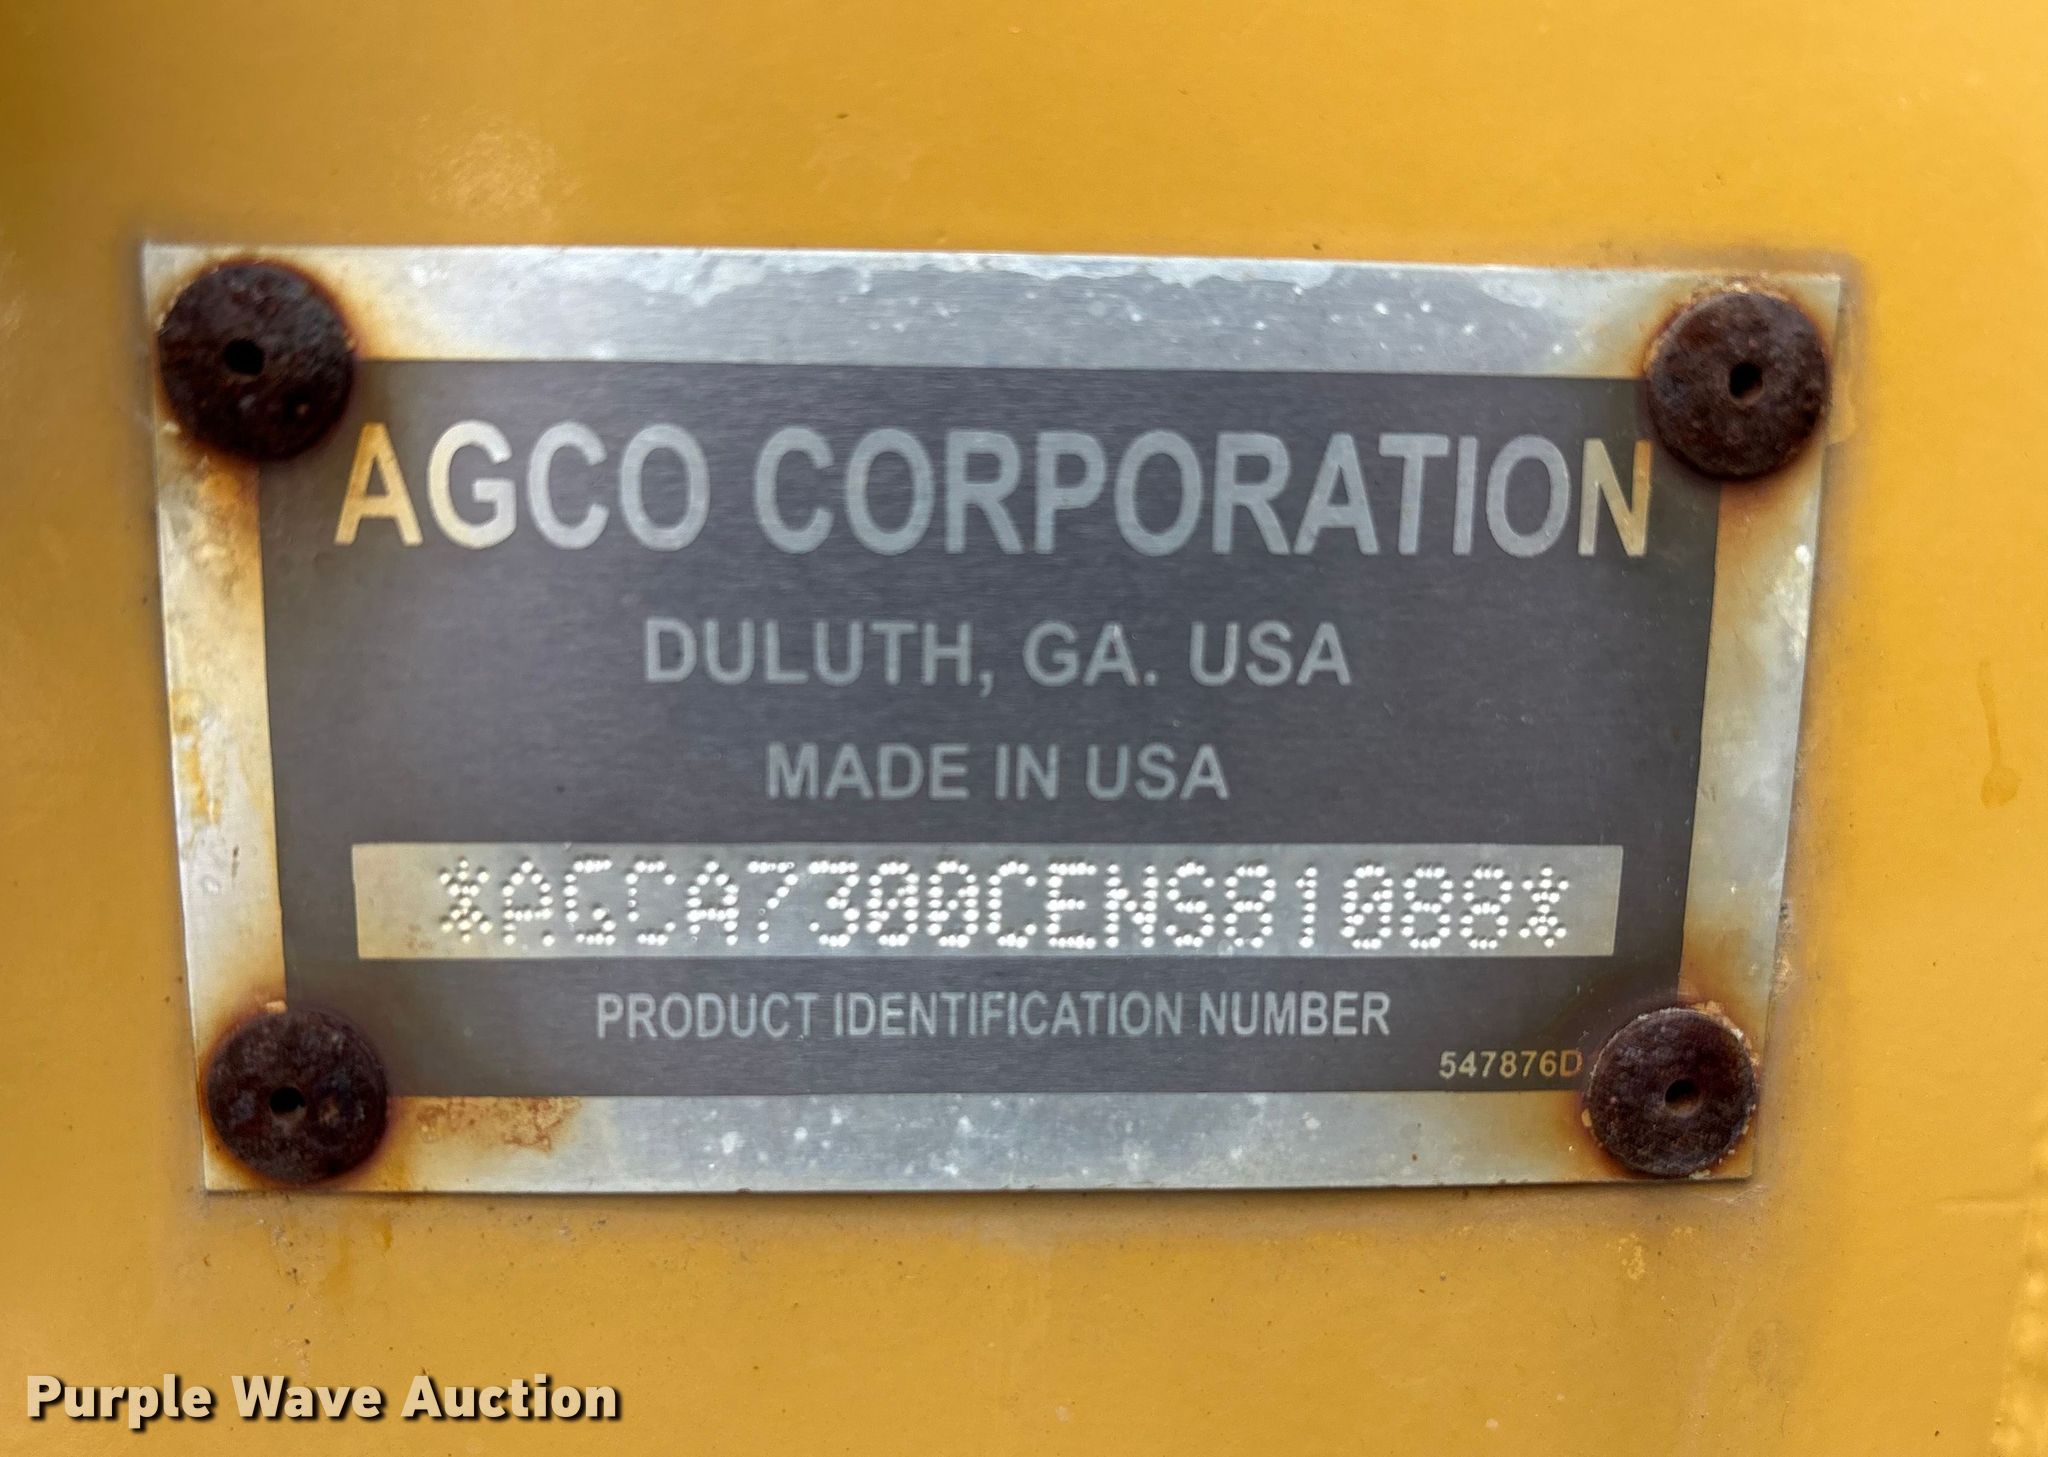 AGCO CORPORATION
DULUTH, GA. USA
MADE IN USA
*AGCA7300CENS81088*
PRODUCT IDENTIFICATION NUMBER
547876D
Purple Wave Auction